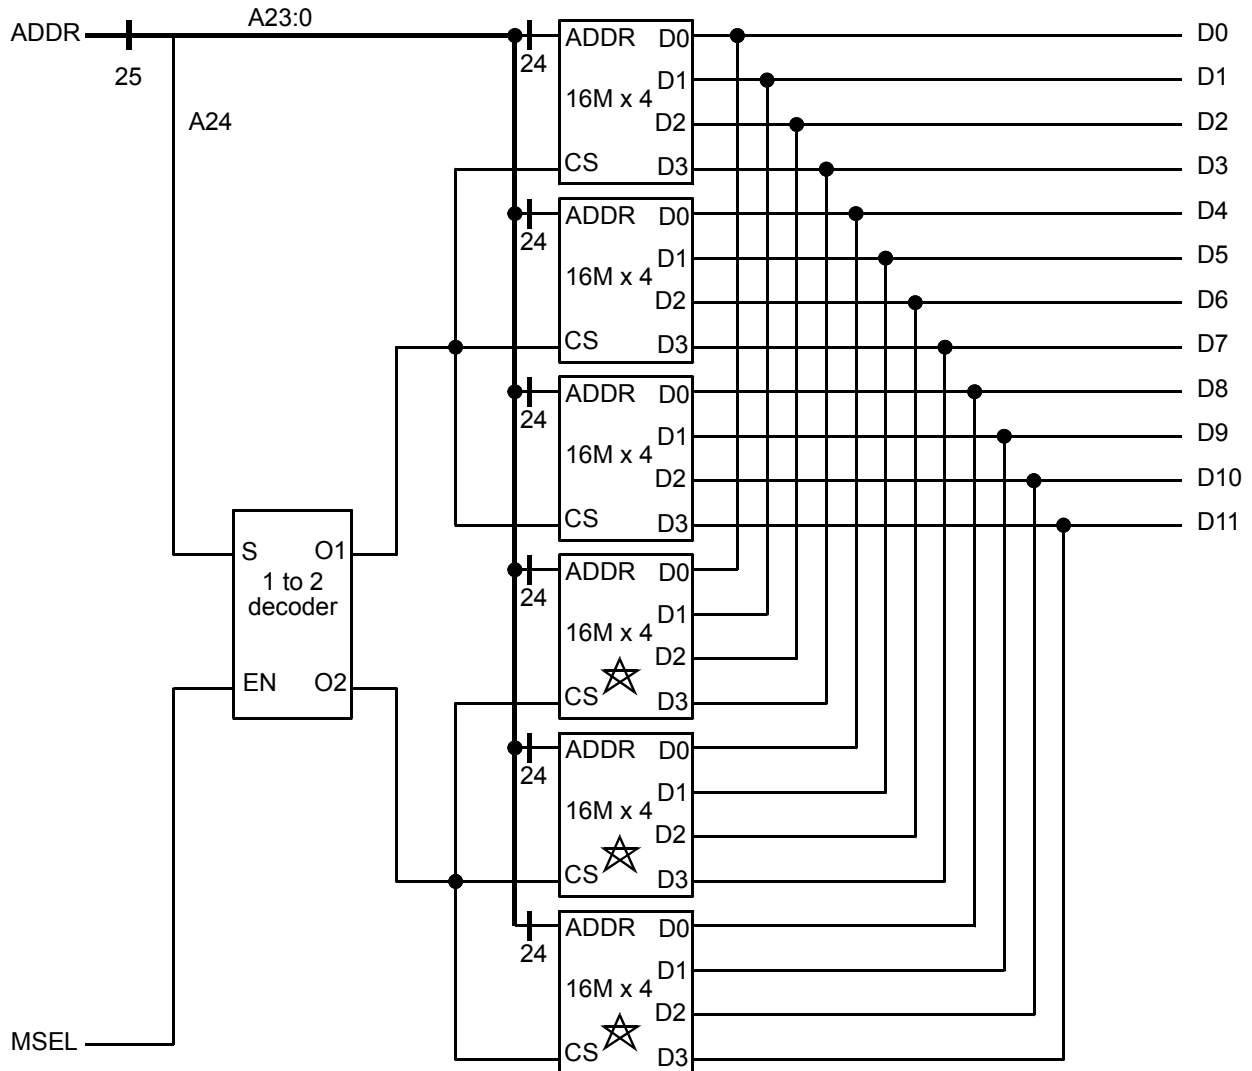 A23:0
ADDR
25
A24
24
ADDR D0
D1
16M x 4
D2
CS D3
24
ADDR D0
D1
16M x 4
D2
CS D3
24
ADDR D0
D1
16M x 4
D2
CS D3
24
ADDR D0
D1
16M x 4
D2
CS D3
24
ADDR D0
D1
16M x 4
D2
CS D3
24
ADDR D0
D1
16M x 4
D2
CS D3
S O1
1 to 2
decoder
EN O2
MSEL
D0
D1
D2
D3
D4
D5
D6
D7
D8
D9
D10
D11